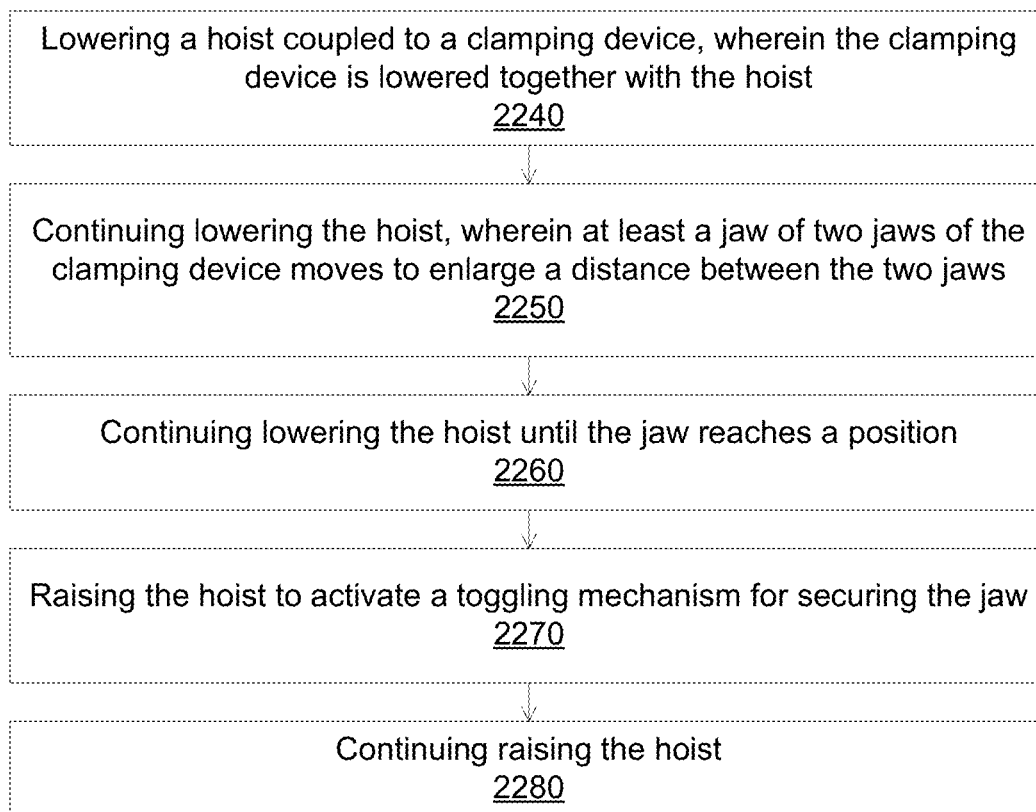 Lowering a hoist coupled to a clamping device, wherein the clamping
device is lowered together with the hoist
2240
Continuing lowering the hoist, wherein at least a jaw of two jaws of the
clamping device moves to enlarge a distance between the two jaws
2250
Continuing lowering the hoist until the jaw reaches a position
2260
Raising the hoist to activate a toggling mechanism for securing the jaw
2270
Continuing raising the hoist
2280